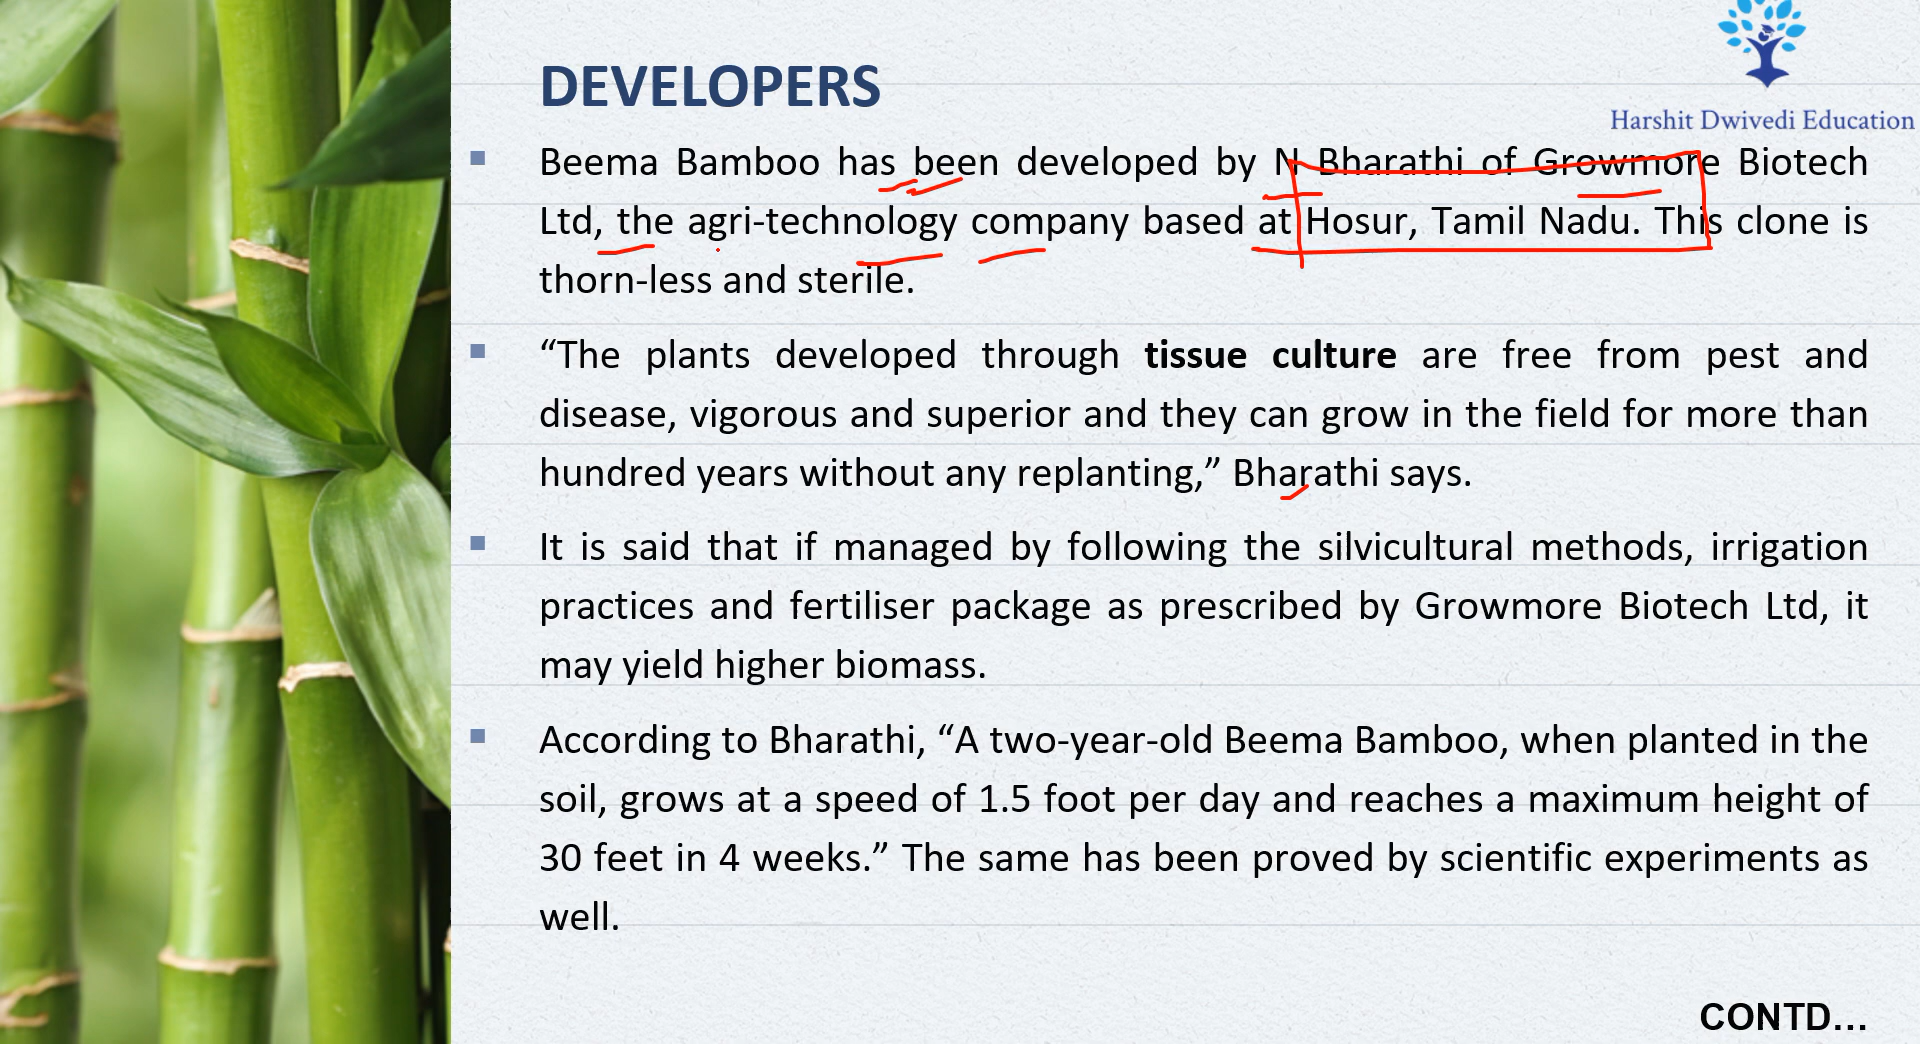 DEVELOPERS
Harshit Dwivedi Education
▪ Beema Bamboo has been developed by N Bharathi of Growmore Biotech
Ltd, the agri-technology company based at Hosur, Tamil Nadu. This clone is
thorn-less and sterile.
▪ “The plants developed through tissue culture are free from pest and
disease, vigorous and superior and they can grow in the field for more than
hundred years without any replanting,” Bharathi says.
▪ It is said that if managed by following the silvicultural methods, irrigation
practices and fertiliser package as prescribed by Growmore Biotech Ltd, it
may yield higher biomass.
▪ According to Bharathi, “A two-year-old Beema Bamboo, when planted in the
soil, grows at a speed of 1.5 foot per day and reaches a maximum height of
30 feet in 4 weeks.” The same has been proved by scientific experiments as
well.
CONTD...